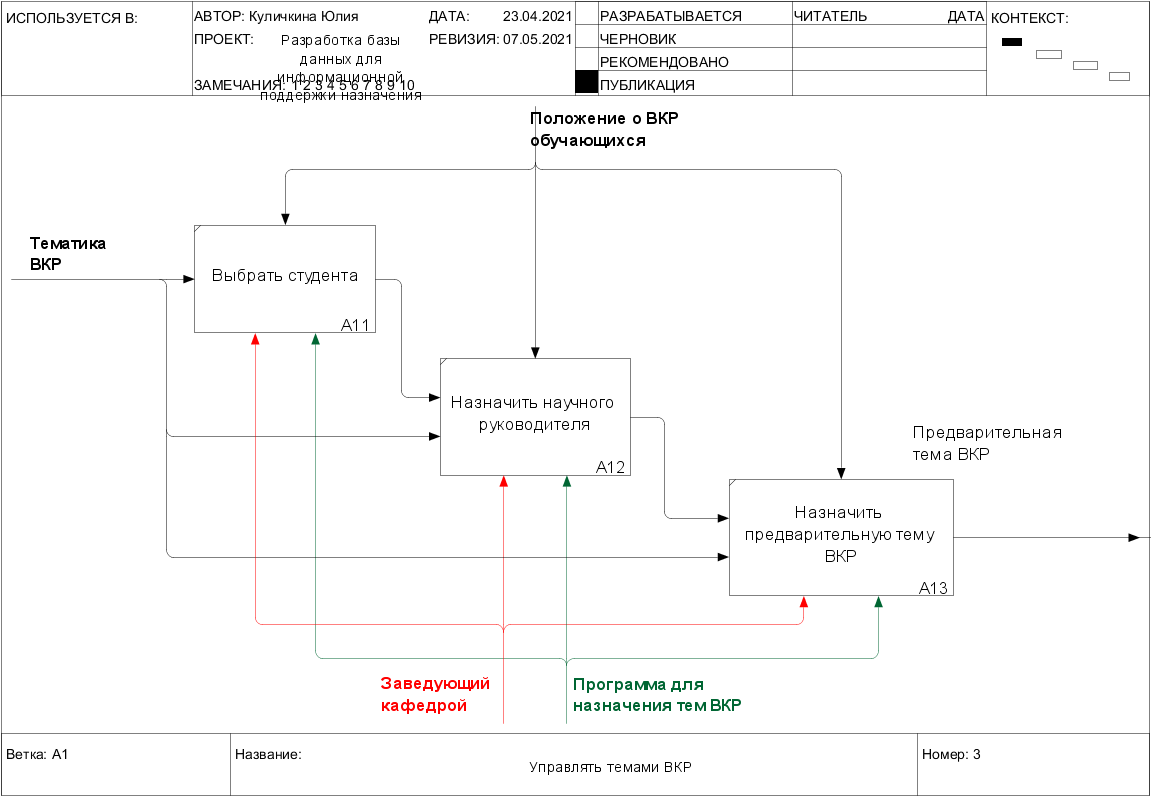 ИСПОЛЬЗУЕТСЯ В:
АВТОР: Куличкина Юлия
ДАТА: 23.04.2021
РАЗРАБАТЫВАЕТСЯ
ЧИТАТЕЛЬ
ДАТА
КОНТЕКСТ:
ПРОЕКТ: Разработка базы
данных для
информационной
поддержки назначения
РЕВИЗИЯ: 07.05.2021
ЧЕРНОВИК
РЕКОМЕНДОВАНО
ЗАМЕЧАНИЯ: 1 2 3 4 5 6 7 8 9 10
ПУБЛИКАЦИЯ
Положение о ВКР
обучающихся
Тематика
ВКР
Выбрать студента
A11
Назначить научного
руководителя
A12
Предварительная
тема ВКР
Назначить
предварительную тему
ВКР
A13
Заведующий
кафедрой
Программа для
назначения тем ВКР
Ветка: A1
Название:
Управлять темами ВКР
Номер: 3